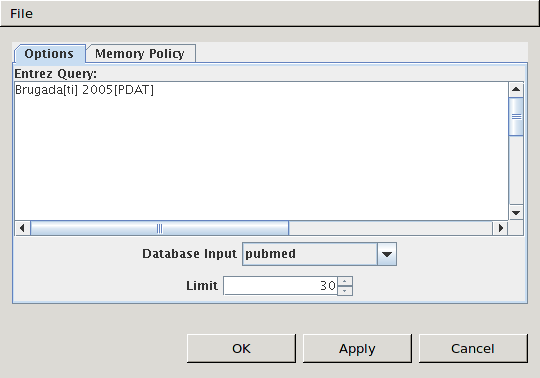 File
Options Memory Policy
Entrez Query:
Brugada[ti] 2005[PDAT]
Database Input pubmed
Limit 30
OK Apply Cancel